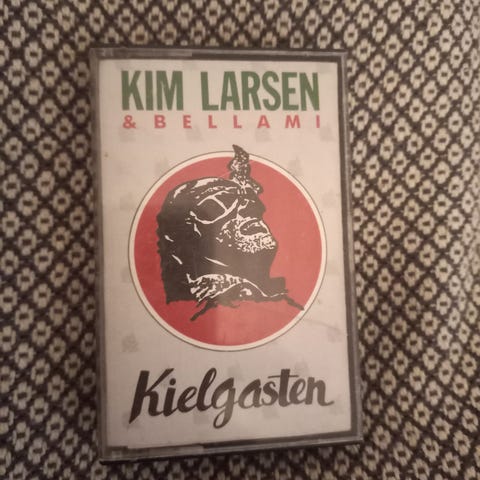 KIM LARSEN
& BELLAMI
Kielgasten